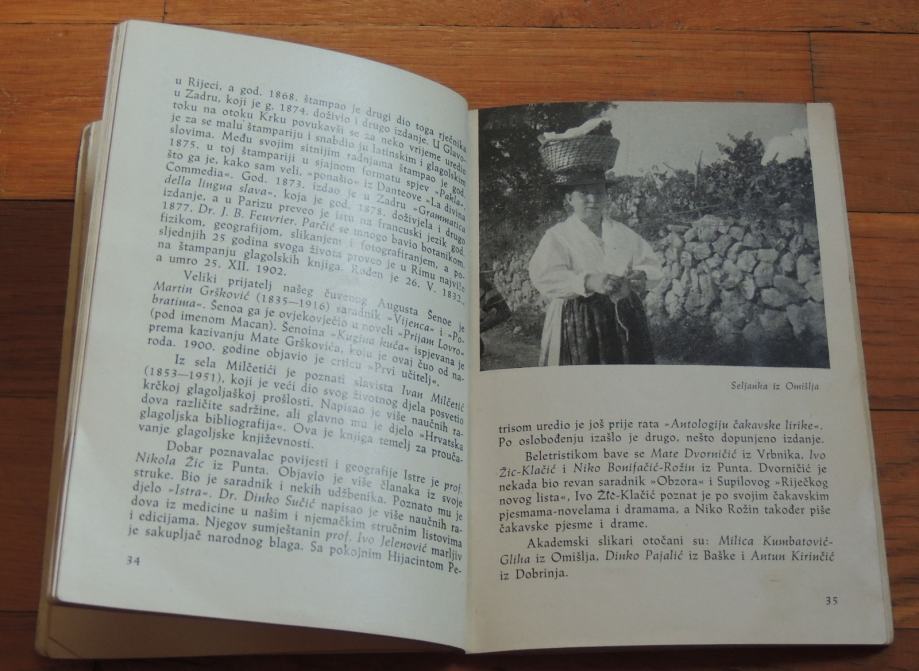 u Rijeci, a god. 1868. štampao je drugi dio toga rječnika
u Zadru, koji je g. 1874. doživio i drugo izdanje. U Glavo-
toku na otoku Krku povukavši se za neko vrijeme uredio
je za se malu štampariju i snabdio ju latinskim i glagolskim
slovima. Među svojim sitnijim radnjama štampao je god.
1875. u toj štampariji u sjajnom formatu spjev »Pakla«,
što ga je, kako sam veli, »ponašio« iz Danteove »La divina
Commedia«. God. 1873. izdao je u Zadru »Grammatica
della lingua slava«, koja je god. 1878. doživjela i drugo
izdanje, a u Parizu preveo je istu na francuski jezik god.
1877. Dr. J. B. Feuvrier. Parčić se mnogo bavio botanikom,
fizikom, geografijom, slikanjem i fotografiranjem, a po-
sljednjih 25 godina svoga života proveo je u Rimu najviše
na štampanju glagolskih knjiga. Rođen je 26. V. 1832.,
a umro 25. XII. 1902.
Veliki prijatelj našeg čuvenog Augusta Šenoe je
Martin Gršković (1835—1916) saradnik »Vijenca« i »Po-
bratima«. Šenoa ga je ovjekovječio u noveli »Prijan Lovro«
(pod imenom Macan). Šenoina »Kugina kuća« ispjevana je
prema kazivanju Mate Grškovića, koju je ovaj čuo od na-
roda. 1900. godine objavio je crticu »Prvi učitelj«.
Iz sela Milčetići je poznati slavista Ivan Milčetić
(1853—1951), koji je veći dio svog životnog djela posvetio
krčkoj glagoljaškoj prošlosti. Napisao je više naučnih ra-
dova različite sadržine, ali glavno mu je djelo »Hrvatska
glagoljska bibliografija«. Ova je knjiga temelj za prouča-
vanje glagoljske književnosti.
Dobar poznavalac povijesti i geografije Istre je prof.
Nikola Žic iz Punta. Objavio je više članaka iz svoje
struke. Bio je saradnik i nekih udžbenika. Poznato mu je
djelo »Istra«. Dr. Dinko Sučić napisao je više naučnih ra-
dova iz medicine u našim i njemačkim stručnim listovima
i edicijama. Njegov sumještanin prof. Ivo Jelenović marljiv
je sakupljač narodnog blaga. Sa pokojnim Hijacintom Pe-
34
Seljanka iz Omišlja
trisom uredio je još prije rata »Antologiju čakavske lirike«.
Po oslobođenju izašlo je drugo, nešto dopunjeno izdanje.
Beletristikom bave se Mate Dvorničić iz Vrbnika, Ivo
Žic-Klačić i Niko Bonifačić-Rožin iz Punta. Dvorničić je
nekada bio revan saradnik »Obzora« i Supilovog »Riječkog
novog lista«, Ivo Žic-Klačić poznat je po svojim čakavskim
pjesmama-novelama i dramama, a Niko Rožin također piše
čakavske pjesme i drame.
Akademski slikari otočani su: Milica Kumbatović-
Gliha iz Omišlja, Dinko Pajalić iz Baške i Antun Kirinčić
iz Dobrinja.
35